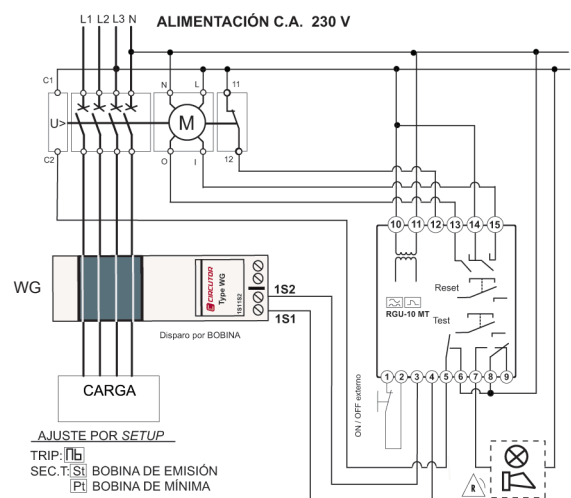 L1 L2 L3 N ALIMENTACIÓN C.A. 230 V
C1 N L 11
U> M
C2 O I 12
10 11 12 13 14 15
WG
CIRCUTOR
Type WG
1S1 1S2
1S2
1S1
Disparo por BOBINA
Reset
RGU-10 MT
Test
1 2 3 4 5 6 7 8 9
ON / OFF externo
CARGA
AJUSTE POR SETUP
TRIP:
SEC.T: St BOBINA DE EMISIÓN
Pt BOBINA DE MÍNIMA
R